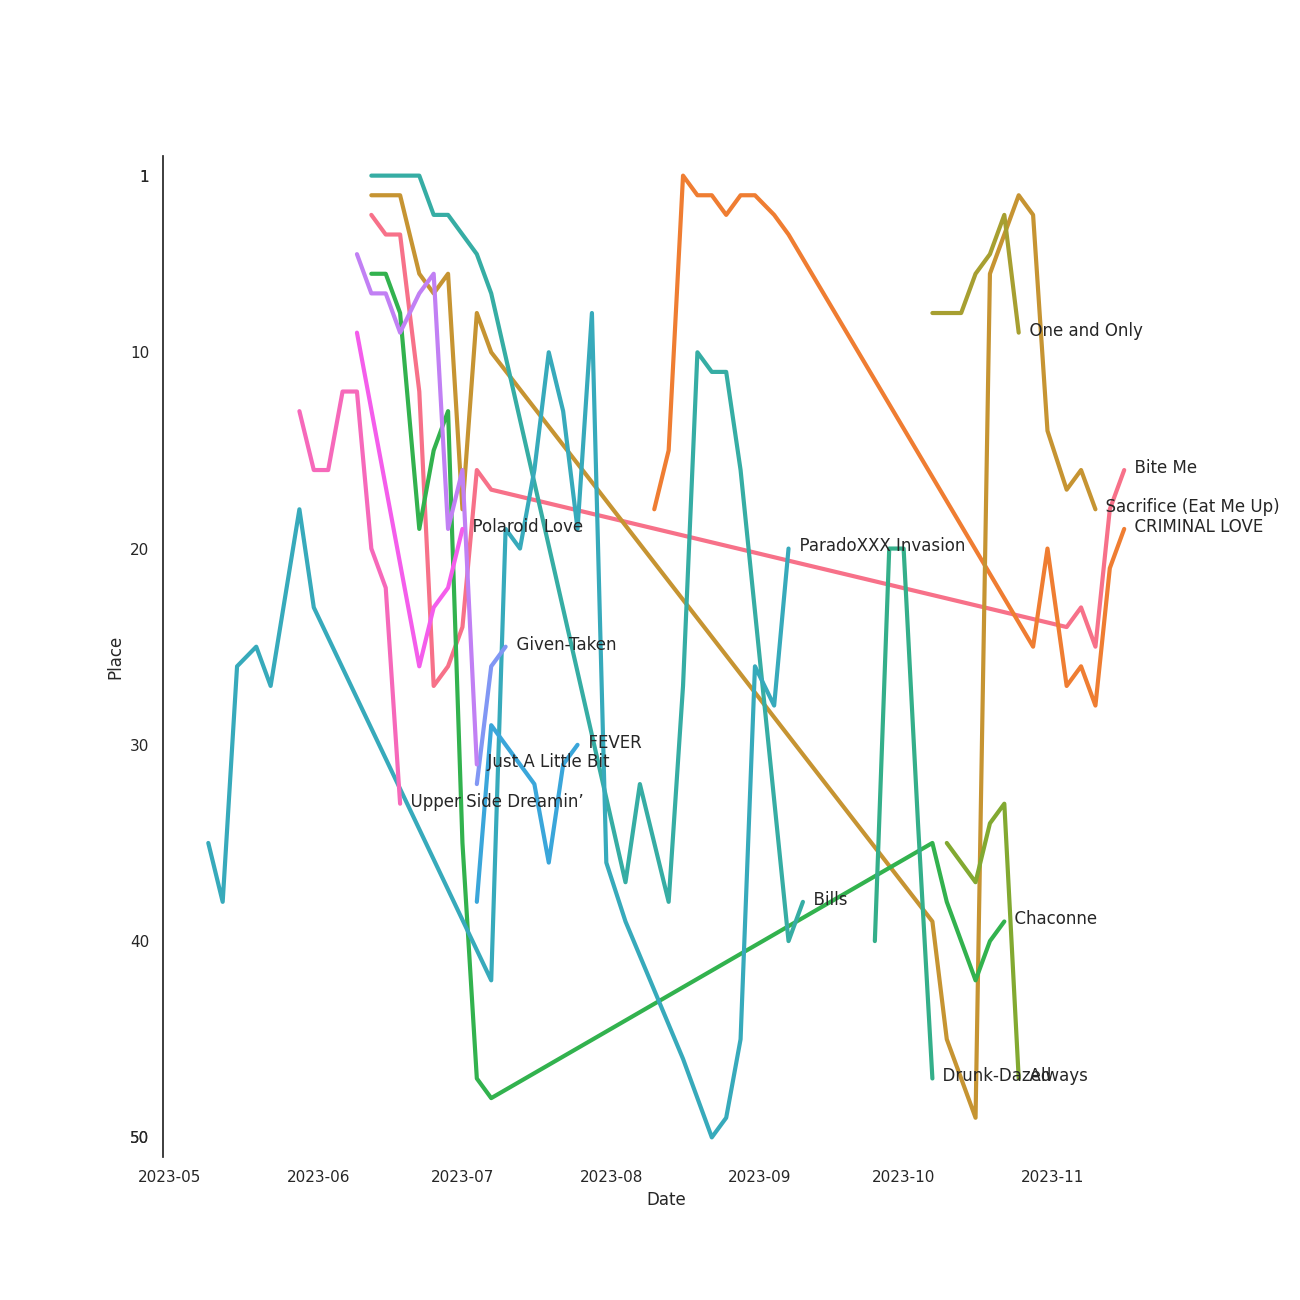 1
One and Only
10
Bite Me
Sacrifice (Eat Me Up)
Polaroid Love
CRIMINAL LOVE
20
ParadoXXX Invasion
Given-Taken
Place
30
FEVER
Just A Little Bit
Upper Side Dreamin’
Bills
Chaconne
40
Drunk-Dazed
Always
50
2023-05
2023-06
2023-07
2023-08
2023-09
2023-10
2023-11
Date